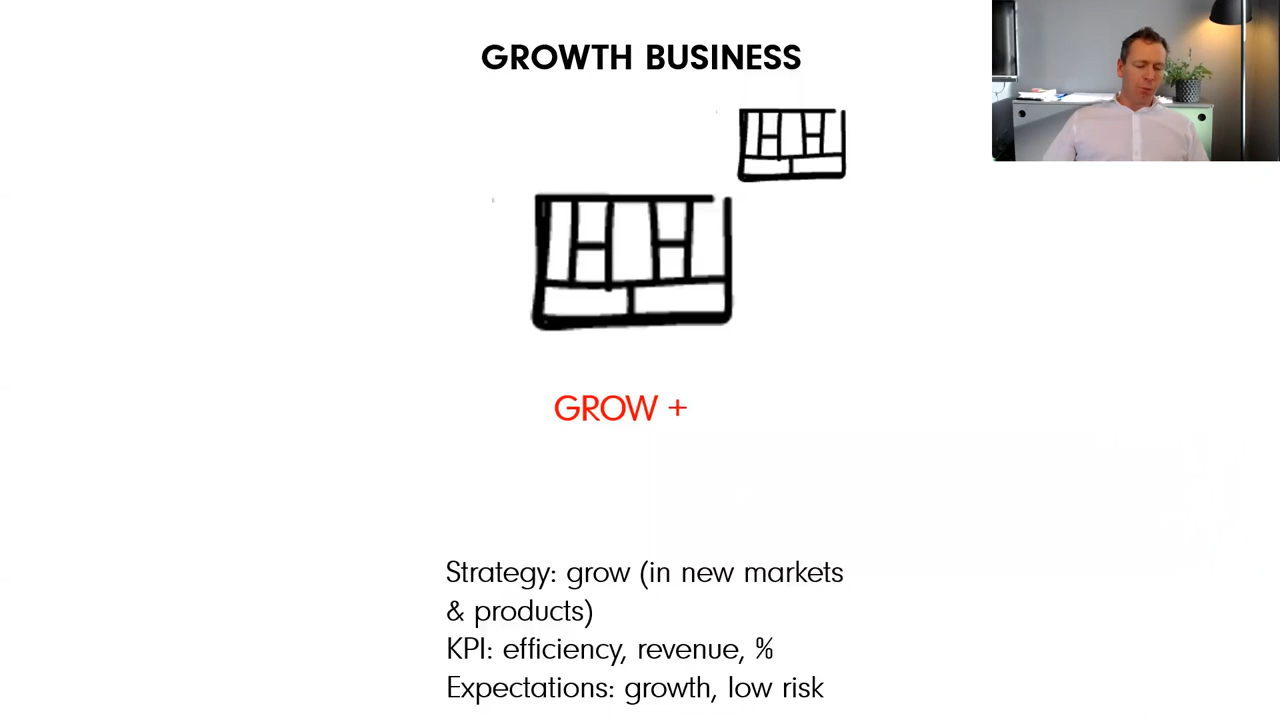 GROWTH BUSINESS
GROW +
Strategy: grow (in new markets
& products)
KPI: efficiency, revenue, %
Expectations: growth, low risk